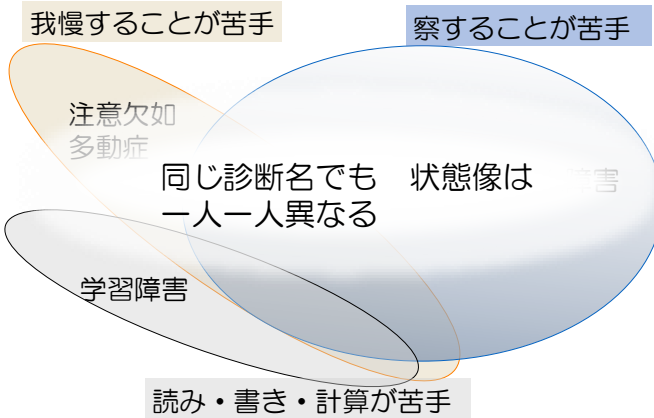 我慢することが苦手
察することが苦手
注意欠如
多動症
同じ診断名でも　状態像は
一人一人異なる
害
学習障害
読み・書き・計算が苦手